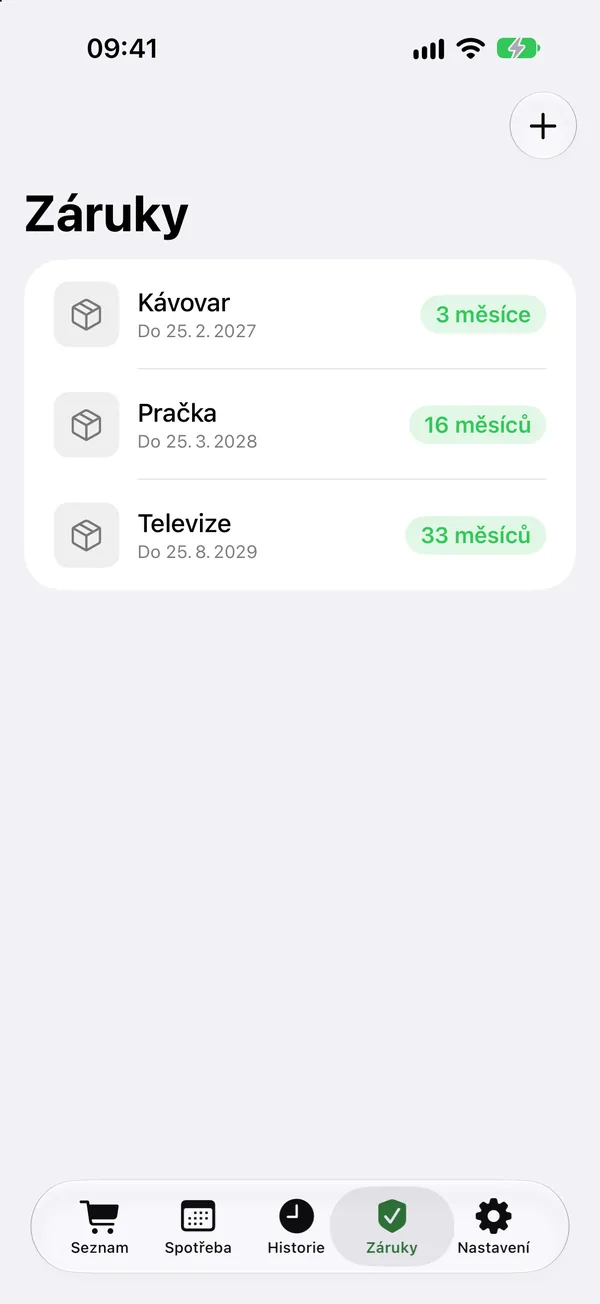 09:41
Záruky
Kávovar
Do 25. 2. 2027
3 měsíce
Pračka
Do 25. 3. 2028
16 měsíců
Televize
Do 25. 8. 2029
33 měsíců
Seznam
Spotřeba
Historie
Záruky
Nastavení